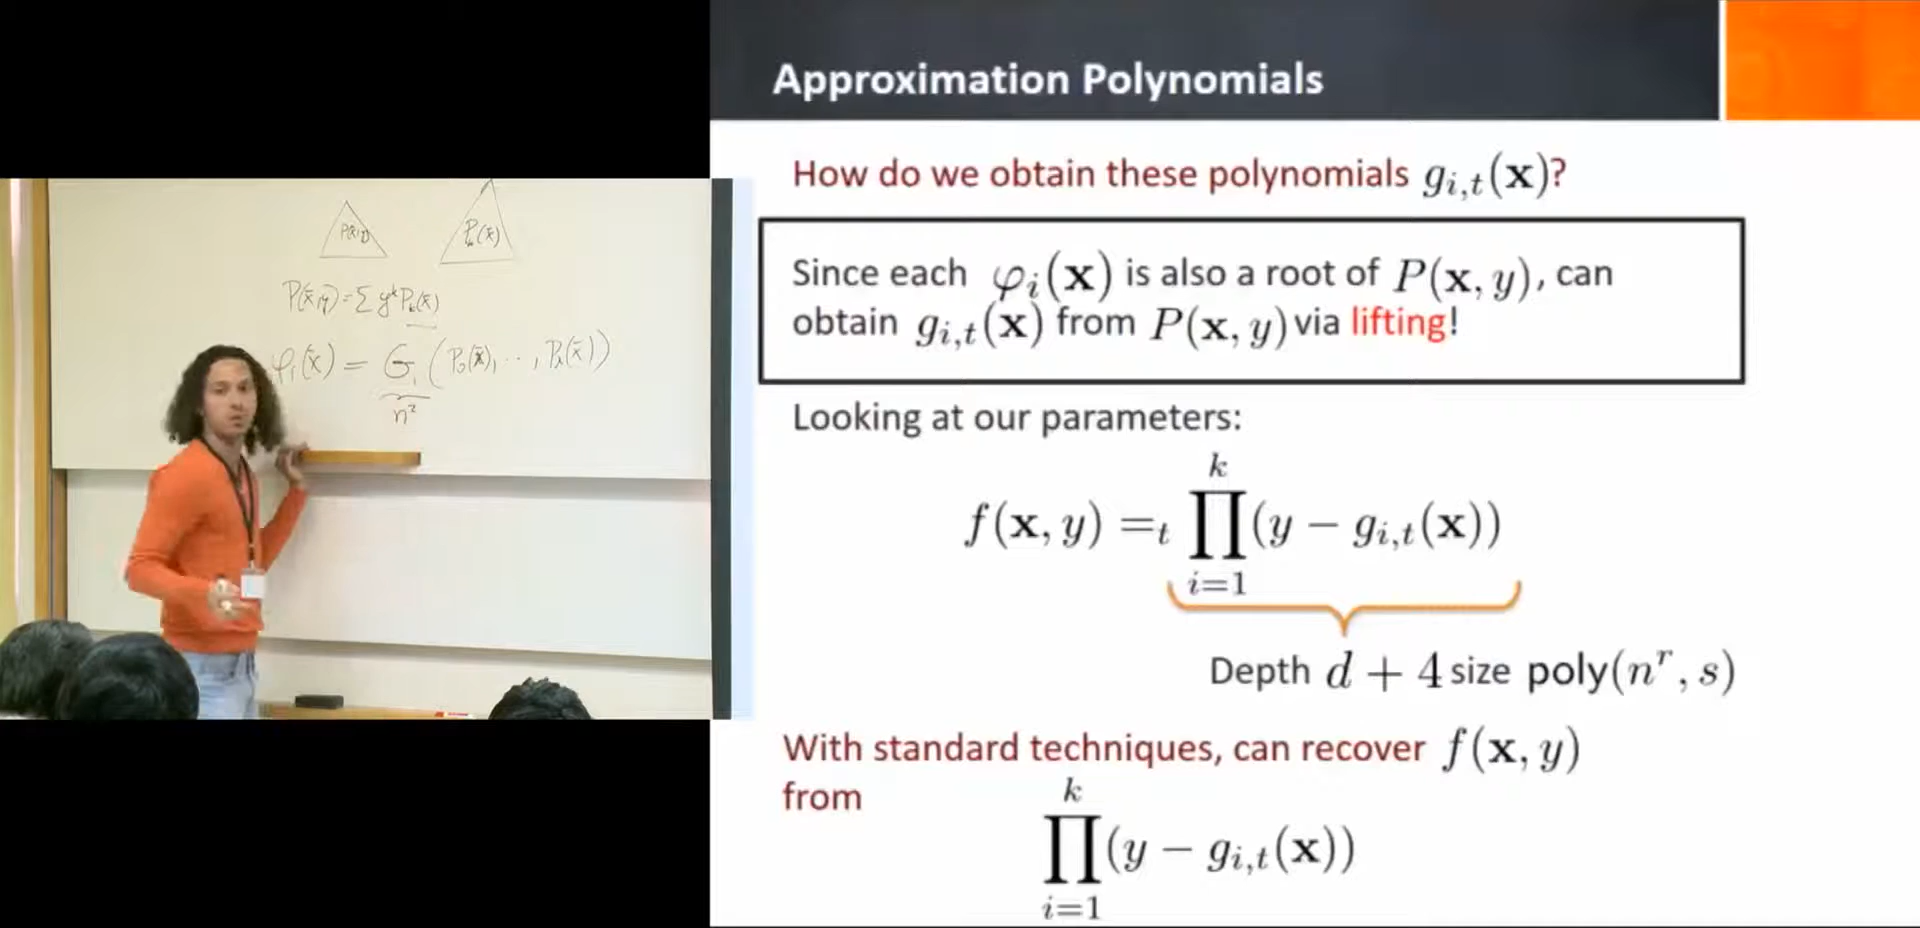 P(x̄,y)
P_k(x̄)
P(x̄,y) = Σ y^k P_k(x̄)
φ_i(x̄) = G_i (P_0(x̄), ..., P_r(x̄))
n²
Approximation Polynomials
How do we obtain these polynomials g_{i,t}(𝐱)?
Since each φ_i(𝐱) is also a root of P(𝐱, y), can
obtain g_{i,t}(𝐱) from P(𝐱, y) via lifting!
Looking at our parameters:
f(𝐱, y) =_t ∏_{i=1}^{k} (y − g_{i,t}(𝐱))
Depth d + 4 size poly(n^r, s)
With standard techniques, can recover f(𝐱, y)
from
∏_{i=1}^{k} (y − g_{i,t}(𝐱))